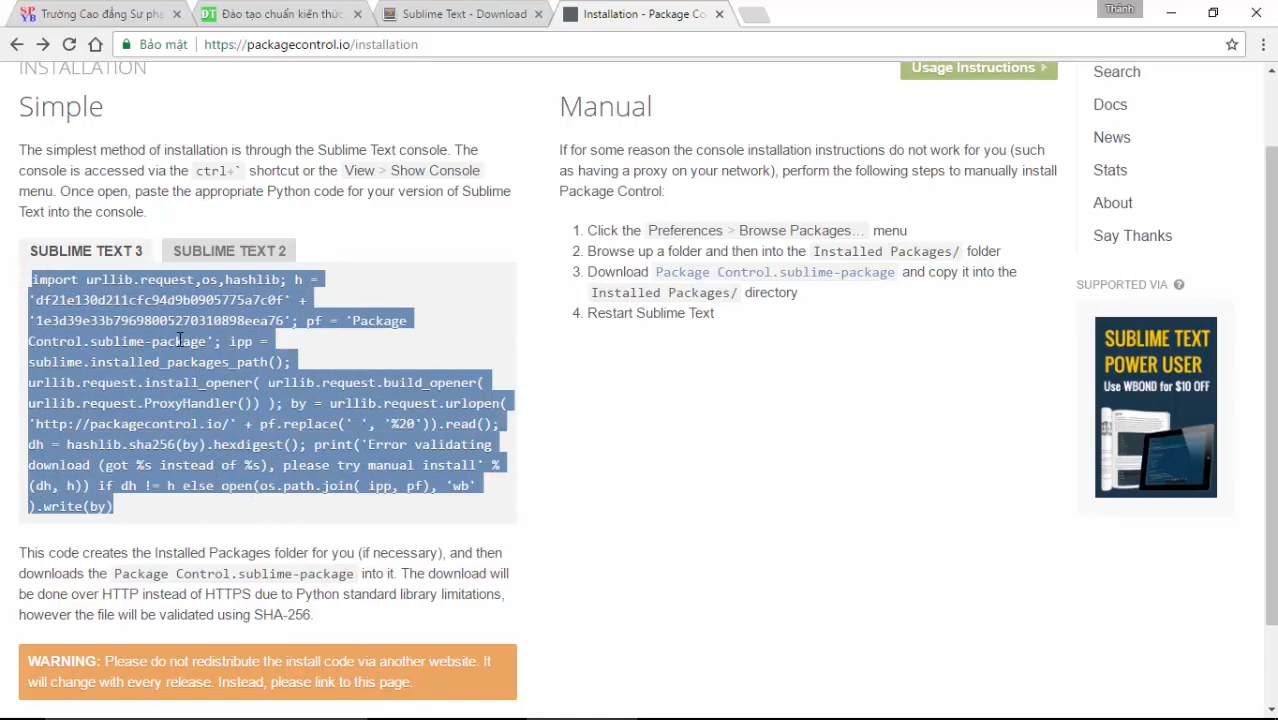 Trường Cao đẳng Sư phạ
Đào tạo chuẩn kiến thức
Sublime Text - Download
Installation - Package Co
Thành
Bảo mật
https://packagecontrol.io/installation
INSTALLATION
Usage Instructions
Simple
The simplest method of installation is through the Sublime Text console. The
console is accessed via the ctrl+` shortcut or the View > Show Console
menu. Once open, paste the appropriate Python code for your version of Sublime
Text into the console.
SUBLIME TEXT 3
SUBLIME TEXT 2
import urllib.request,os,hashlib; h =
'df21e130d211cfc94d9b0905775a7c0f' +
'1e3d39e33b79698005270310898eea76'; pf = 'Package
Control.sublime-package'; ipp =
sublime.installed_packages_path();
urllib.request.install_opener( urllib.request.build_opener(
urllib.request.ProxyHandler()) ); by = urllib.request.urlopen(
'http://packagecontrol.io/' + pf.replace(' ', '%20')).read();
dh = hashlib.sha256(by).hexdigest(); print('Error validating
download (got %s instead of %s), please try manual install' %
(dh, h)) if dh != h else open(os.path.join( ipp, pf), 'wb'
).write(by)
This code creates the Installed Packages folder for you (if necessary), and then
downloads the Package Control.sublime-package into it. The download will
be done over HTTP instead of HTTPS due to Python standard library limitations,
however the file will be validated using SHA-256.
WARNING: Please do not redistribute the install code via another website. It
will change with every release. Instead, please link to this page.
Manual
If for some reason the console installation instructions do not work for you (such
as having a proxy on your network), perform the following steps to manually install
Package Control:
1. Click the Preferences > Browse Packages… menu
2. Browse up a folder and then into the Installed Packages/ folder
3. Download Package Control.sublime-package and copy it into the
Installed Packages/ directory
4. Restart Sublime Text
Search
Docs
News
Stats
About
Say Thanks
SUPPORTED VIA ?
SUBLIME TEXT
POWER USER
Use WBOND for $10 OFF